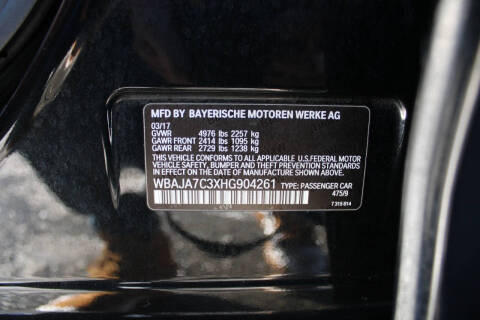 MFD BY BAYERISCHE MOTOREN WERKE AG
03/17
GVWR 4976 lbs 2257 kg
GAWR FRONT 2414 lbs 1095 kg
GAWR REAR 2729 lbs 1238 kg
THIS VEHICLE CONFORMS TO ALL APPLICABLE U.S. FEDERAL MOTOR
VEHICLE SAFETY, BUMPER, AND THEFT PREVENTION STANDARDS
IN EFFECT ON THE DATE OF MANUFACTURE SHOWN ABOVE.
WBAJA7C3XHG904261 TYPE: PASSENGER CAR
475/9
7 319 814